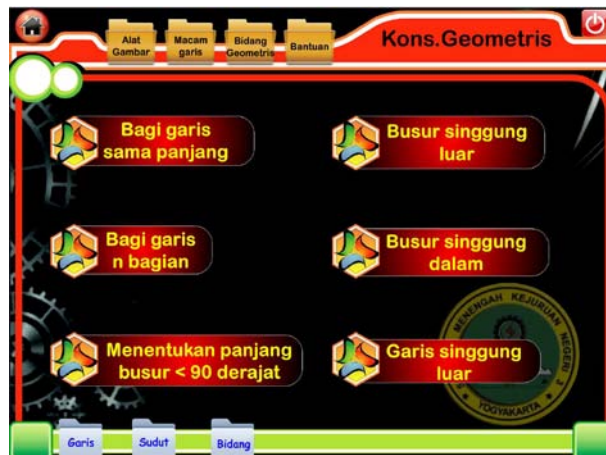 Alat
Gambar
Macam
garis
Bidang
Geometris
Bantuan
Kons.Geometris
Bagi garis
sama panjang
Busur singgung
luar
Bagi garis
n bagian
Busur singgung
dalam
Menentukan panjang
busur < 90 derajat
Garis singgung
luar
MENENGAH KEJURUAN NEGERI 3
YOGYAKARTA
Garis
Sudut
Bidang